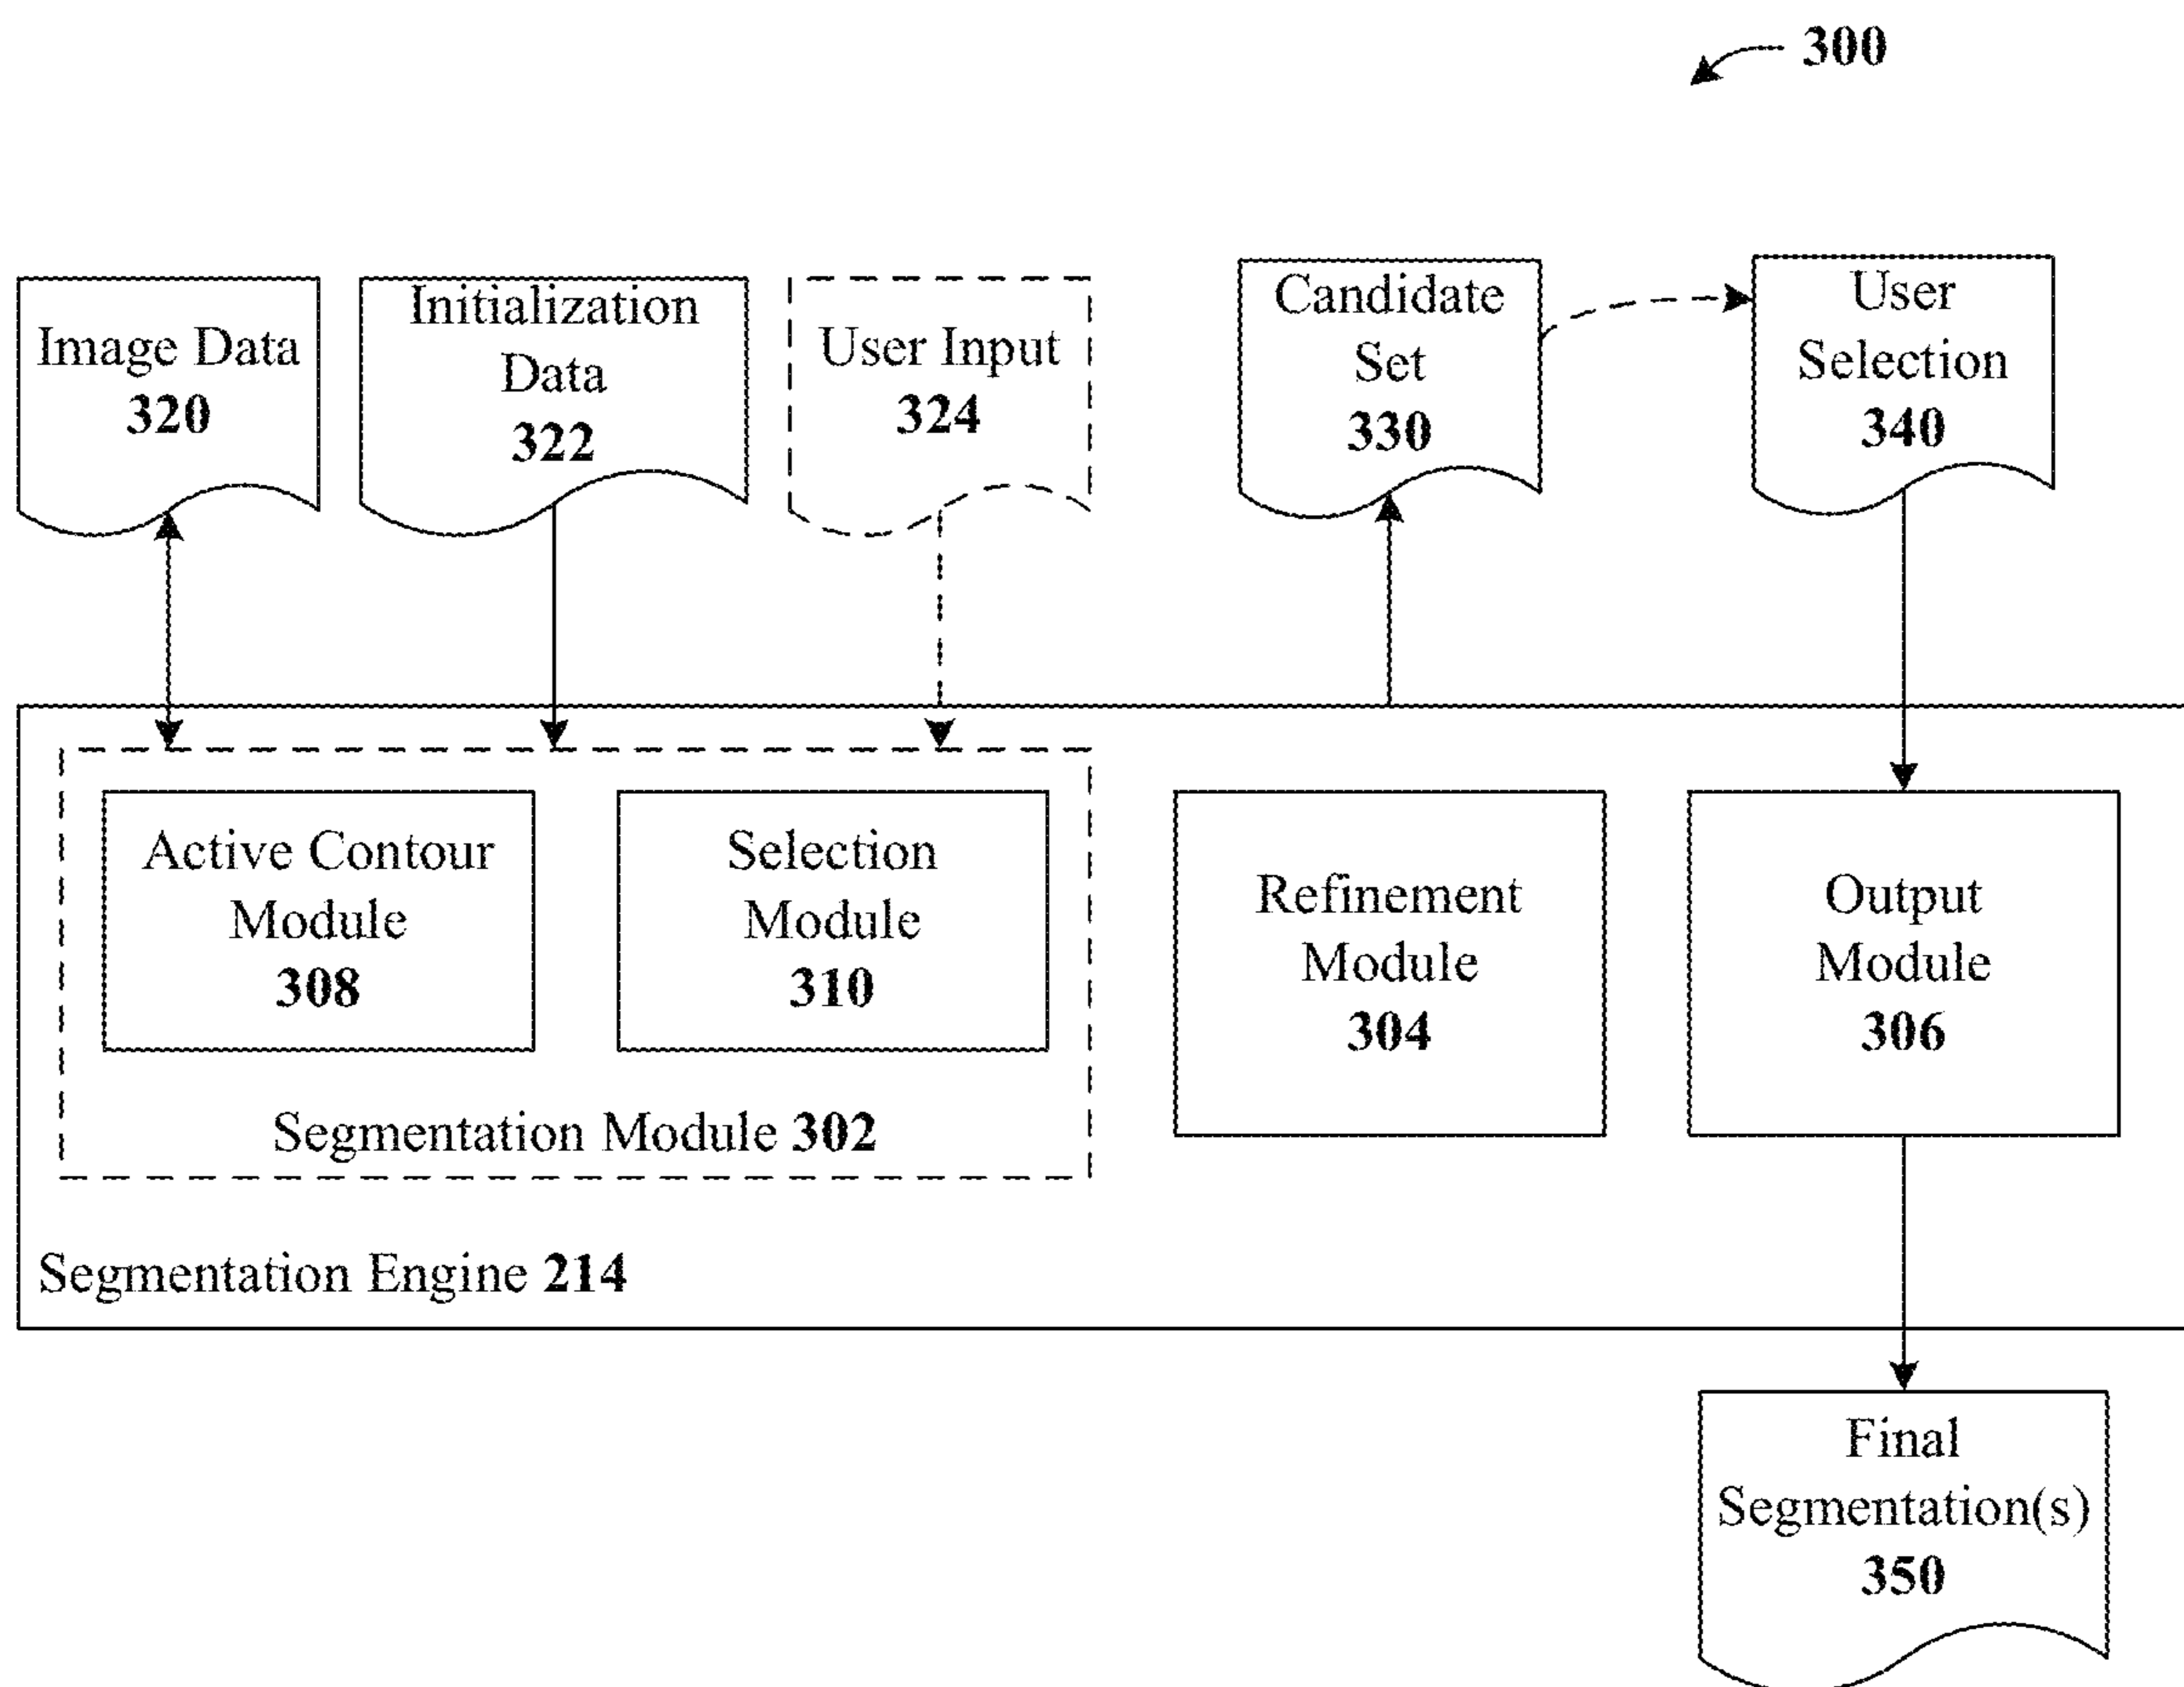 300
Image Data
320
Initialization
Data
322
User Input
324
Candidate
Set
330
User
Selection
340
Active Contour
Module
308
Selection
Module
310
Segmentation Module 302
Refinement
Module
304
Output
Module
306
Segmentation Engine 214
Final
Segmentation(s)
350